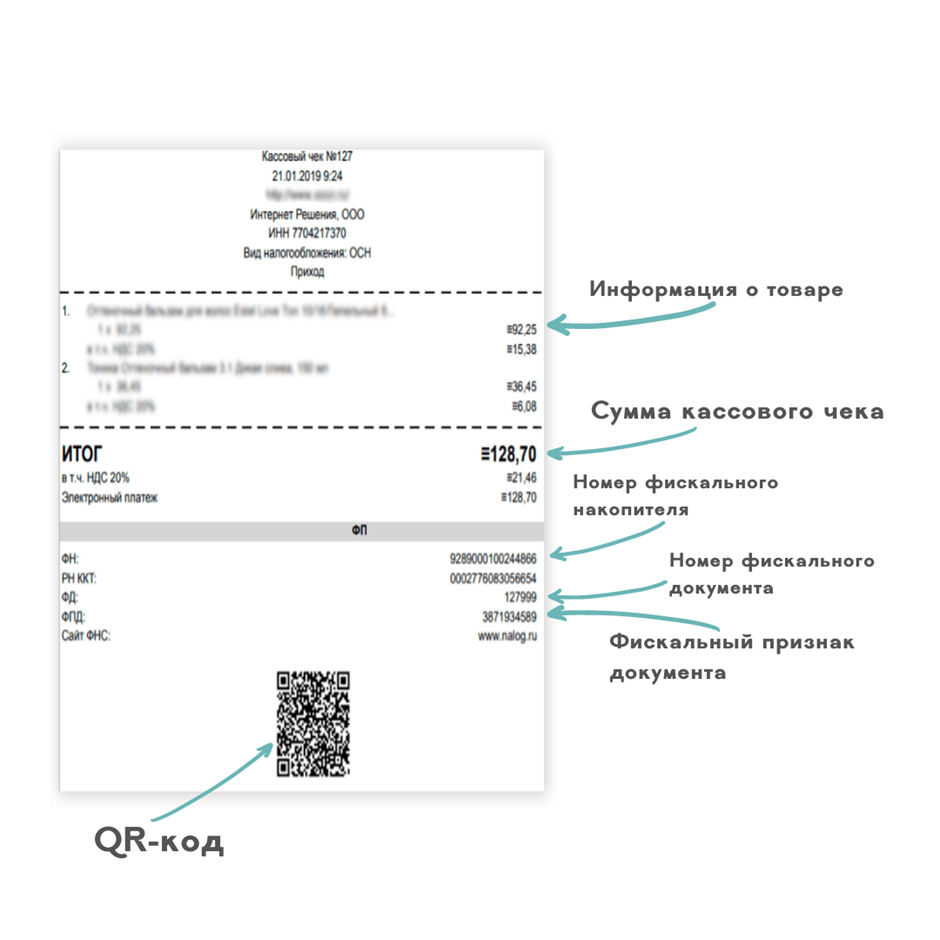 Кассовый чек №127
21.01.2019 9:24
Интернет Решения, ООО
ИНН 7704217370
Вид налогообложения: ОСН
Приход
1.
≡92,25
≡15,38
2.
≡36,45
≡6,08
ИТОГ ≡128,70
в т.ч. НДС 20% ≡21,46
Электронный платеж ≡128,70
ФП
ФН: 9289000100244866
РН ККТ: 0002776083056654
ФД: 127999
ФПД: 3871934589
Сайт ФНС: www.nalog.ru
Информация о товаре
Сумма кассового чека
Номер фискального
накопителя
Номер фискального
документа
Фискальный признак
документа
QR-код